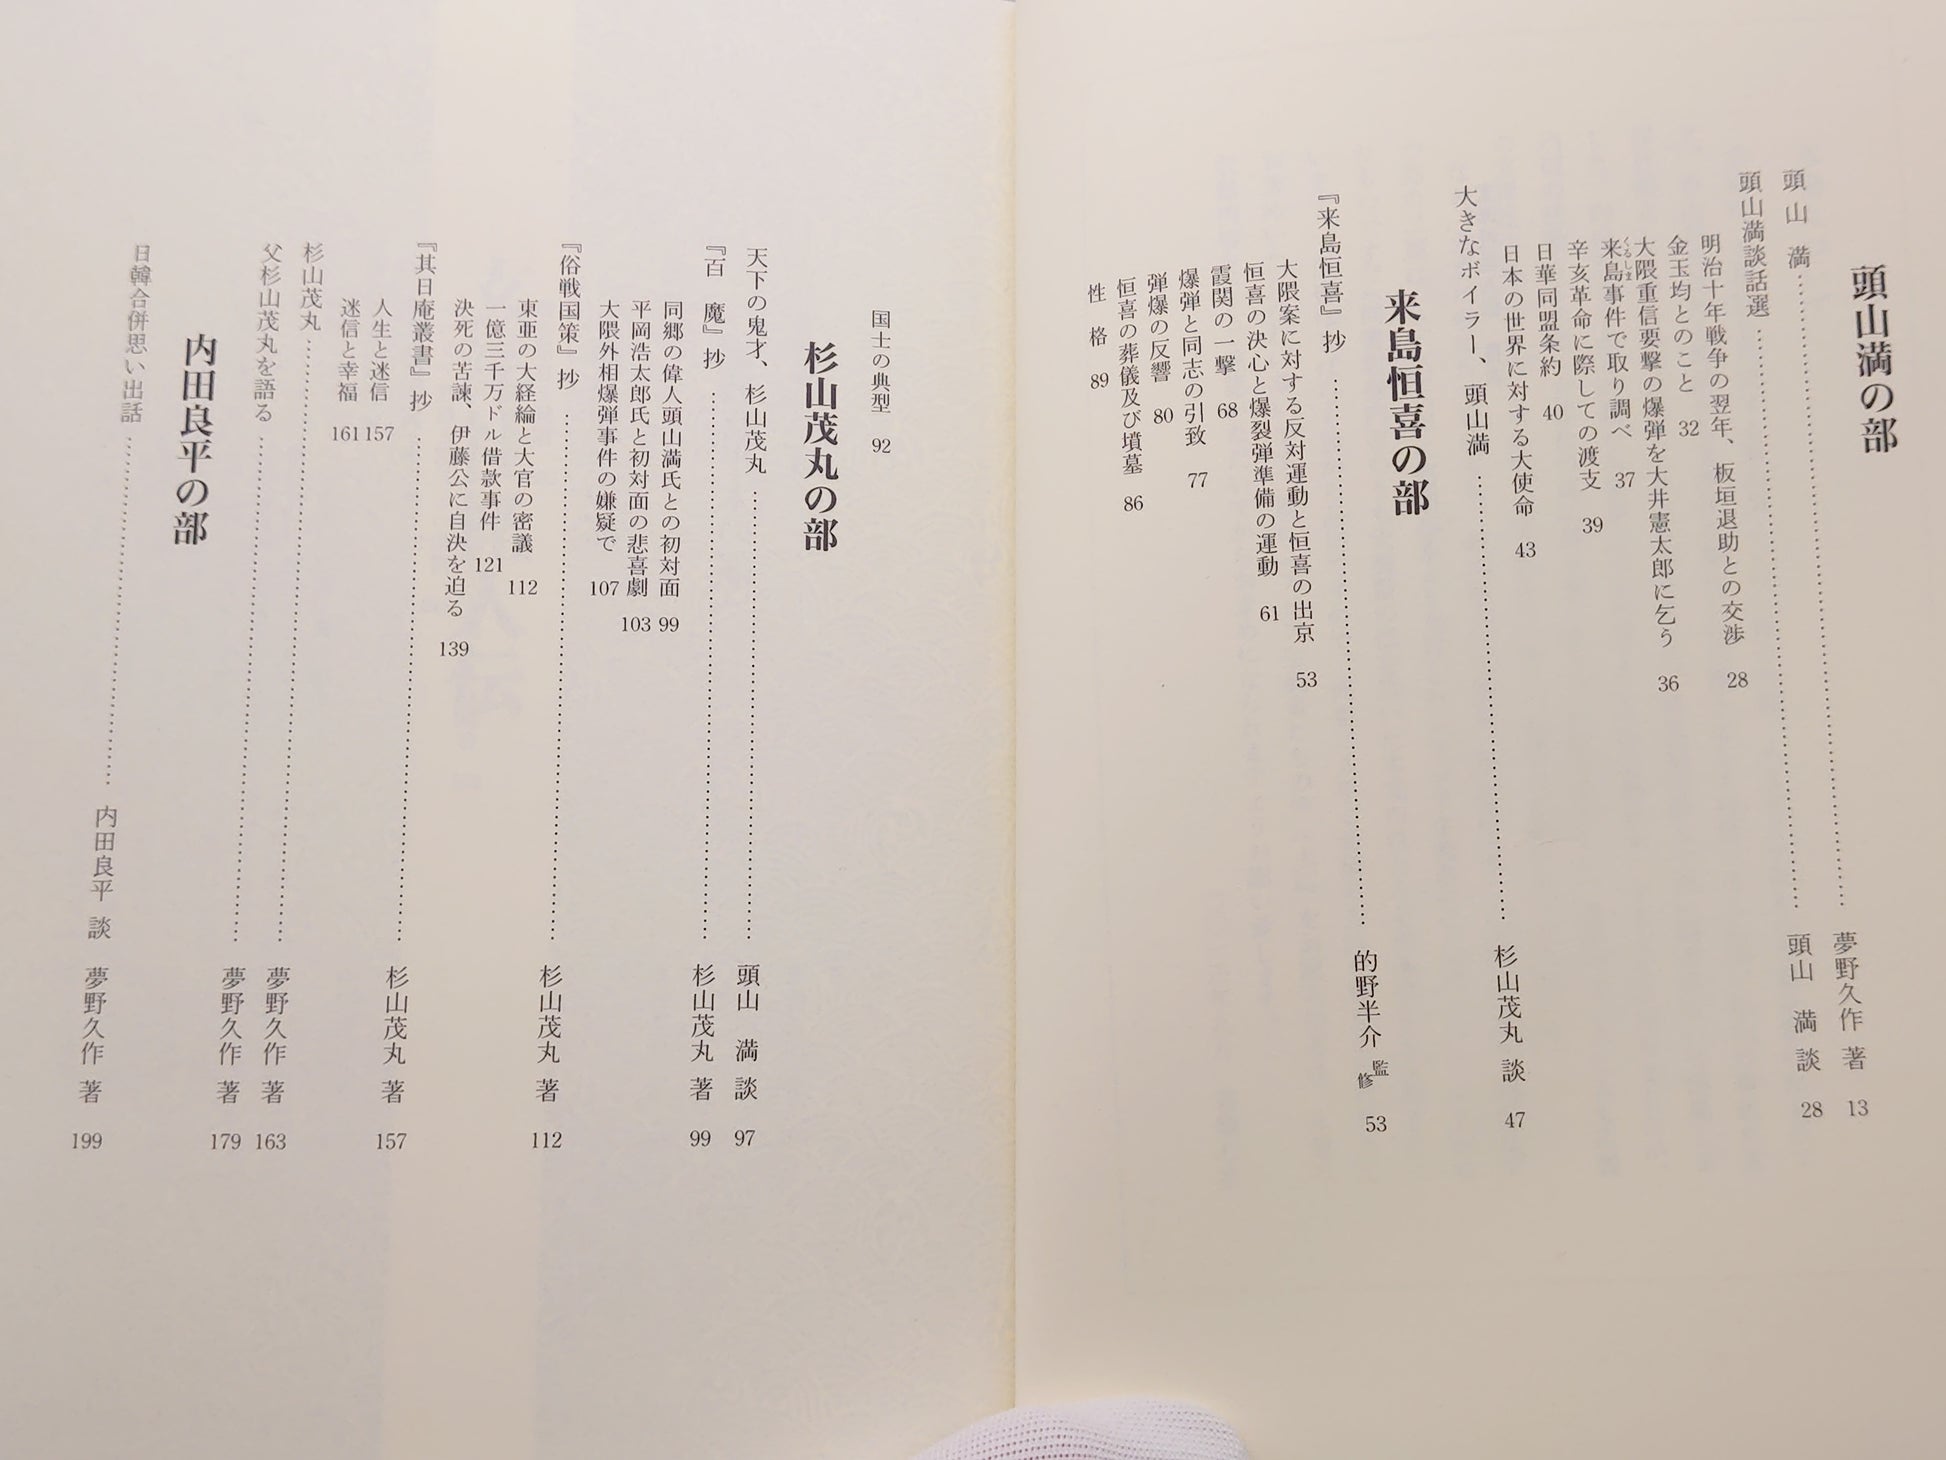 頭山満の部
頭山　満……夢野久作 著 13
頭山満談話選……頭山　満 談 28
明治十年戦争の翌年、板垣退助との交渉 28
金玉均とのこと 32
大隈重信要撃の爆弾を大井憲太郎に乞う 36
来島事件で取り調べ 37
くるしま
辛亥革命に際しての渡支 39
日華同盟条約 40
日本の世界に対する大使命 43
大きなボイラー、頭山満……杉山茂丸 談 47
来島恒喜の部
『来島恒喜』抄……的野半介 監修 53
大隈案に対する反対運動と恒喜の出京 53
恒喜の決心と爆裂弾準備の運動 61
霞関の一撃 68
爆弾と同志の引致 77
弾爆の反響 80
恒喜の葬儀及び墳墓 86
性　格 89
国士の典型 92
杉山茂丸の部
天下の鬼才、杉山茂丸……頭山　満 談 97
『百　魔』抄……杉山茂丸 著 99
同郷の偉人頭山満氏との初対面 99
平岡浩太郎氏と初対面の悲喜劇 103
大隈外相爆弾事件の嫌疑で 107
『俗戦国策』抄……杉山茂丸 著 112
東亜の大経綸と大官の密議 112
一億三千万ドル借款事件 121
決死の苦諫、伊藤公に自決を迫る 139
『其日庵叢書』抄……杉山茂丸 著 157
人生と迷信 157
迷信と幸福 161
杉山茂丸……夢野久作 著 163
父杉山茂丸を語る……夢野久作 著 179
内田良平の部
日韓合併思い出話……内田良平 談 夢野久作 著 199